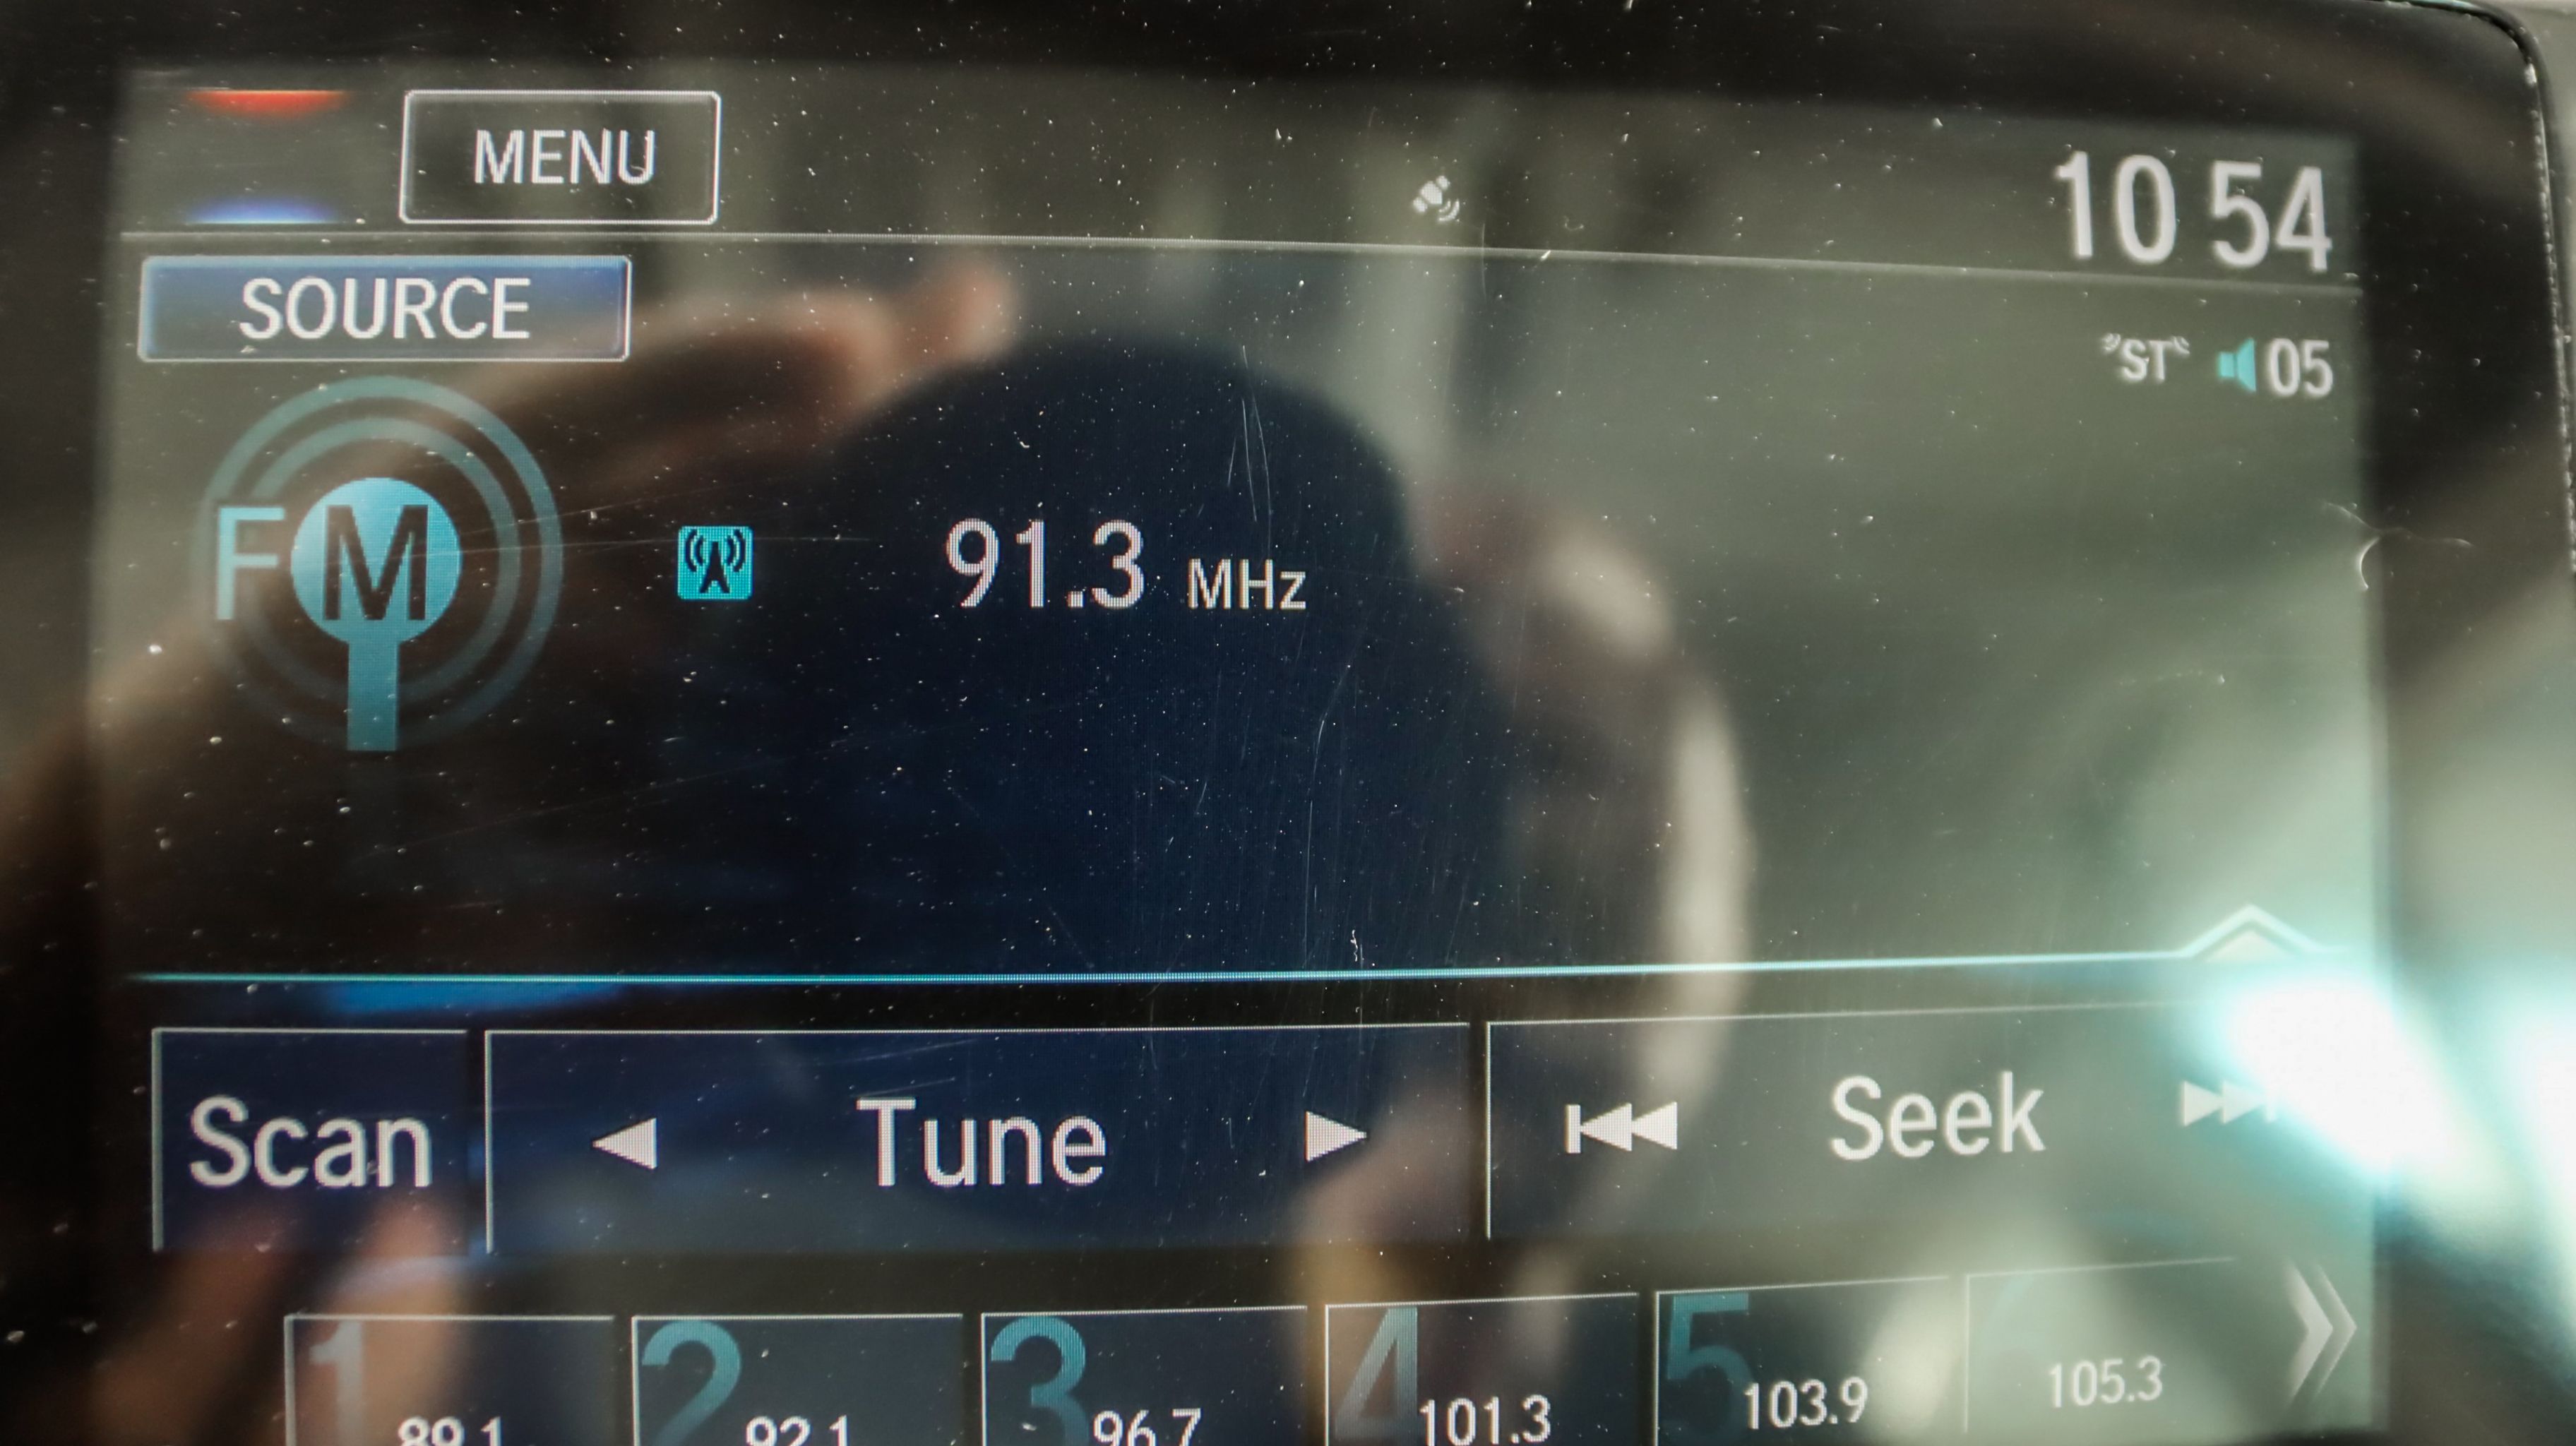 MENU
10 54
SOURCE
"ST" 05
FM
91.3 MHz
Scan
Tune
Seek
1 89.1
2 92.1
3 96.7
4 101.3
5 103.9
105.3